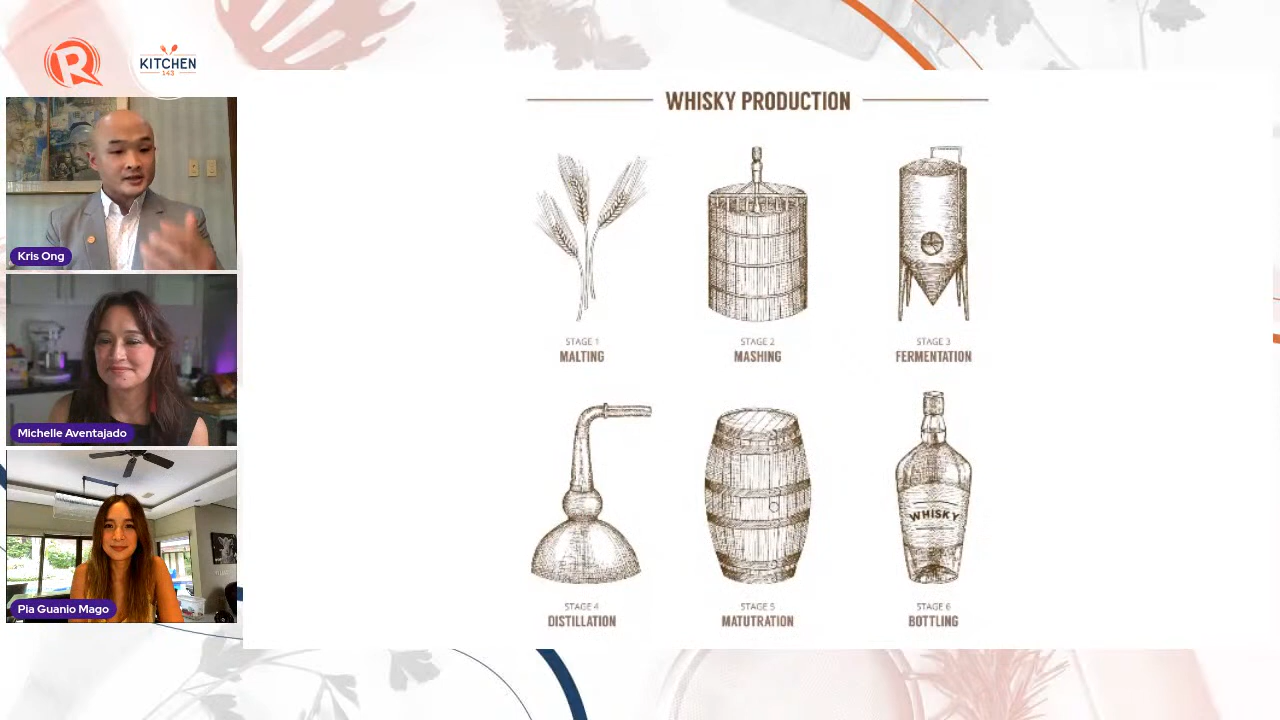 R
KITCHEN
143
Kris Ong
Michelle Aventajado
Pia Guanio Mago
WHISKY PRODUCTION
STAGE 1
MALTING
STAGE 2
MASHING
STAGE 3
FERMENTATION
STAGE 4
DISTILLATION
STAGE 5
MATUTRATION
WHISKY
STAGE 6
BOTTLING